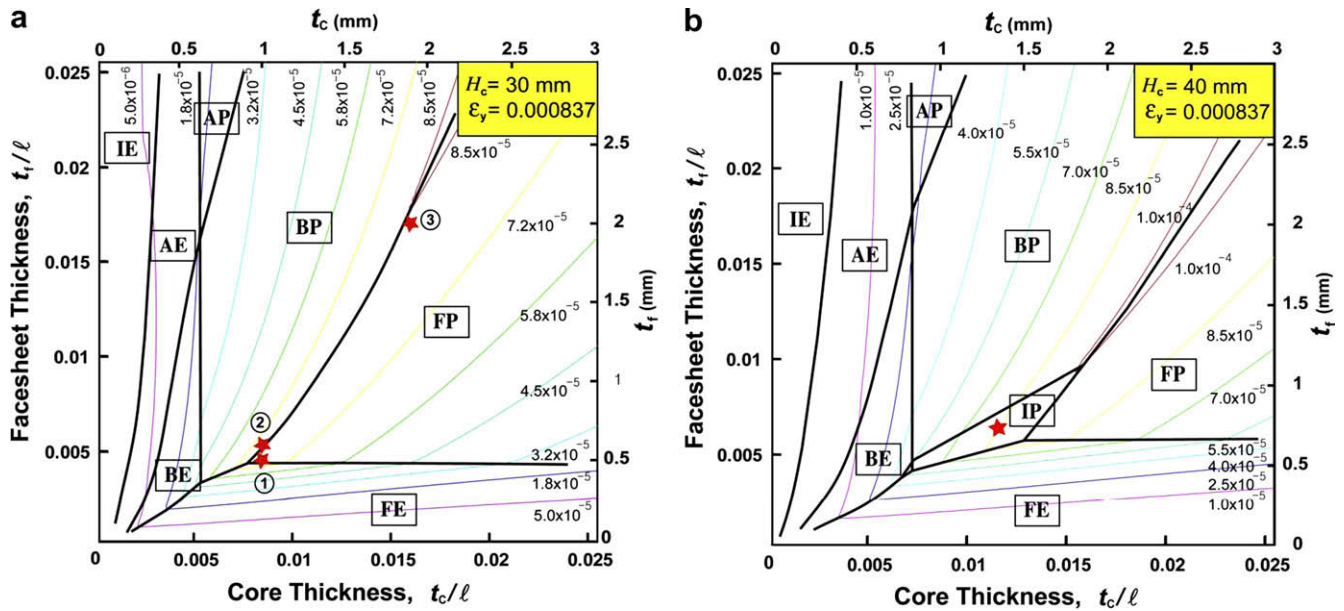 a
t_c (mm)
0 0.5 1 1.5 2 2.5 3
H_c = 30 mm
ε_y = 0.000837
5.0x10⁻⁶
1.8x10⁻⁵
3.2x10⁻⁵
4.5x10⁻⁵
5.8x10⁻⁵
7.2x10⁻⁵
8.5x10⁻⁵
8.5x10⁻⁵
7.2x10⁻⁵
5.8x10⁻⁵
4.5x10⁻⁵
3.2x10⁻⁵
1.8x10⁻⁵
5.0x10⁻⁵
AP
IE
AE
BP
FP
BE
FE
①
②
③
0.025
0.02
0.015
0.01
0.005
0
Facesheet Thickness, t_f/ℓ
2.5
2
1.5
1
0.5
0
t_f (mm)
0 0.005 0.01 0.015 0.02 0.025
Core Thickness, t_c/ℓ
b
t_c (mm)
0 0.5 1 1.5 2 2.5 3
H_c = 40 mm
ε_y = 0.000837
1.0x10⁻⁵
2.5x10⁻⁵
4.0x10⁻⁵
5.5x10⁻⁵
7.0x10⁻⁵
8.5x10⁻⁵
1.0x10⁻⁴
1.0x10⁻⁴
8.5x10⁻⁵
7.0x10⁻⁵
5.5x10⁻⁵
4.0x10⁻⁵
2.5x10⁻⁵
1.0x10⁻⁵
AP
IE
AE
BP
FP
IP
BE
FE
0.025
0.02
0.015
0.01
0.005
0
Facesheet Thickness, t_f/ℓ
2.5
2
1.5
1
0.5
0
t_f (mm)
0 0.005 0.01 0.015 0.02 0.025
Core Thickness, t_c/ℓ